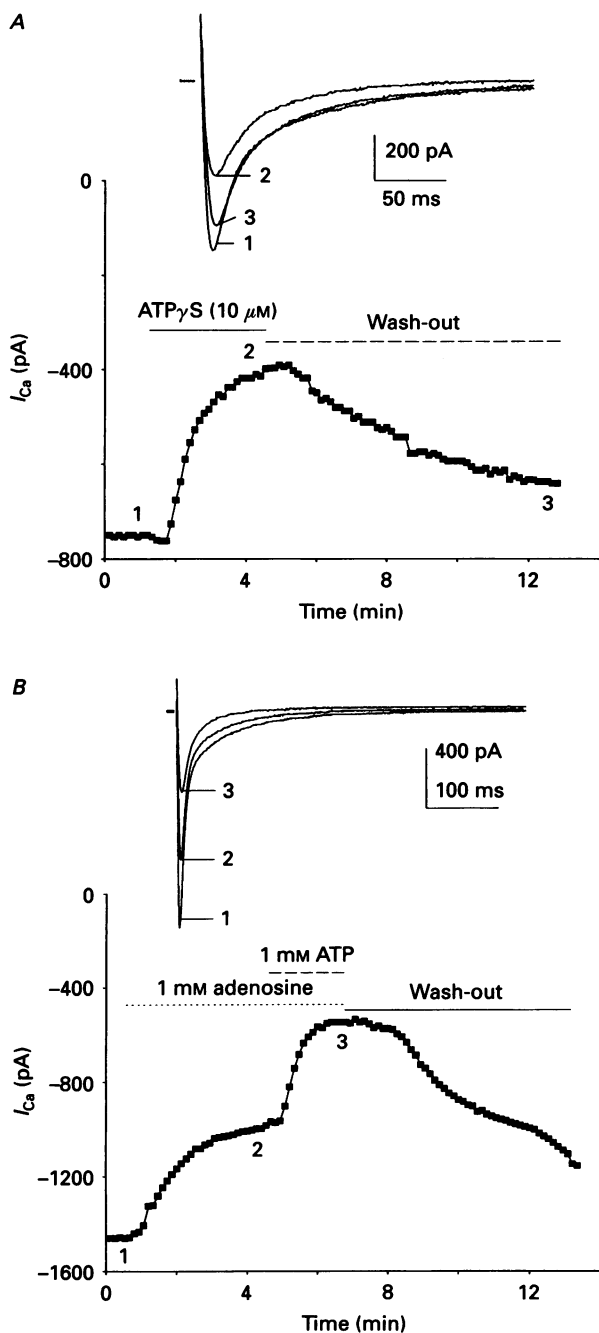 A
200 pA
2
50 ms
0
3
1
ATPγS (10 μM)
Wash-out
2
-400
I_Ca (pA)
1
3
-800
0 4 8 12
Time (min)
B
400 pA
3
100 ms
2
0
1
1 mM ATP
-400
1 mM adenosine
Wash-out
3
I_Ca (pA)
-800
2
-1200
1
-1600
0 4 8 12
Time (min)